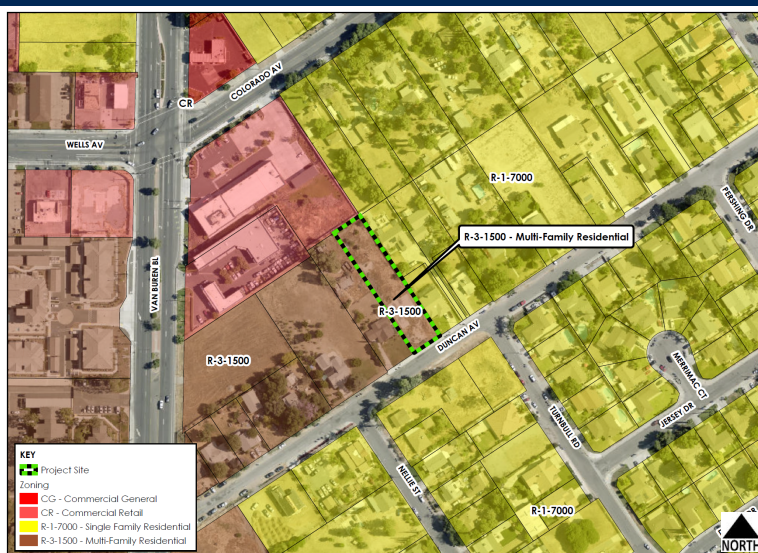 COLORADO AV
CR
WELLS AV
R-1-7000
PERSHING DR
R-3-1500 - Multi-Family Residential
VAN BUREN BL
R-3-1500
DUNCAN AV
R-3-1500
MERRIMAC CT
JERSEY DR
TURNBULL RD
NELLIE ST
R-1-7000
KEY
Project Site
Zoning
CG - Commercial General
CR - Commercial Retail
R-1-7000 - Single Family Residential
R-3-1500 - Multi-Family Residential
NORTH